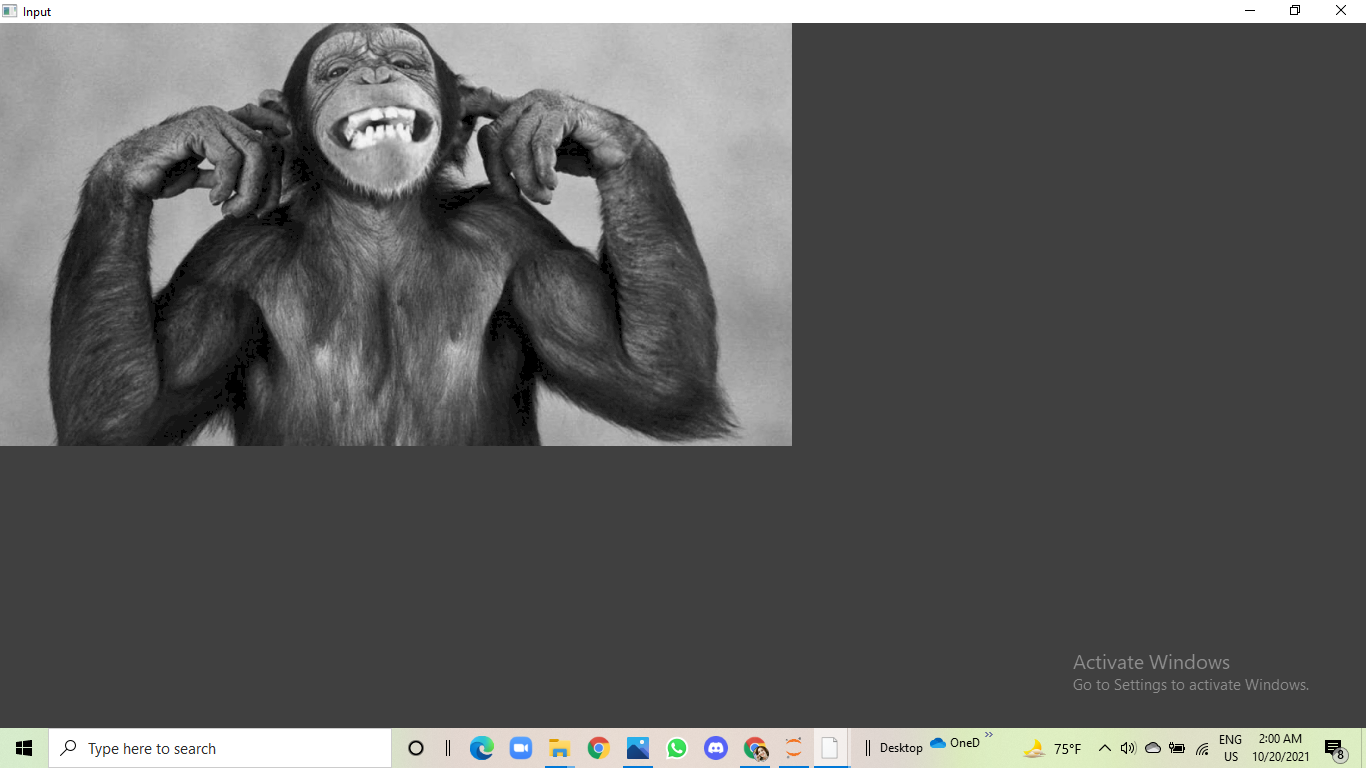 Input
Activate Windows
Go to Settings to activate Windows.
Type here to search
Desktop
OneD
75°F
ENG
US
2:00 AM
10/20/2021
8